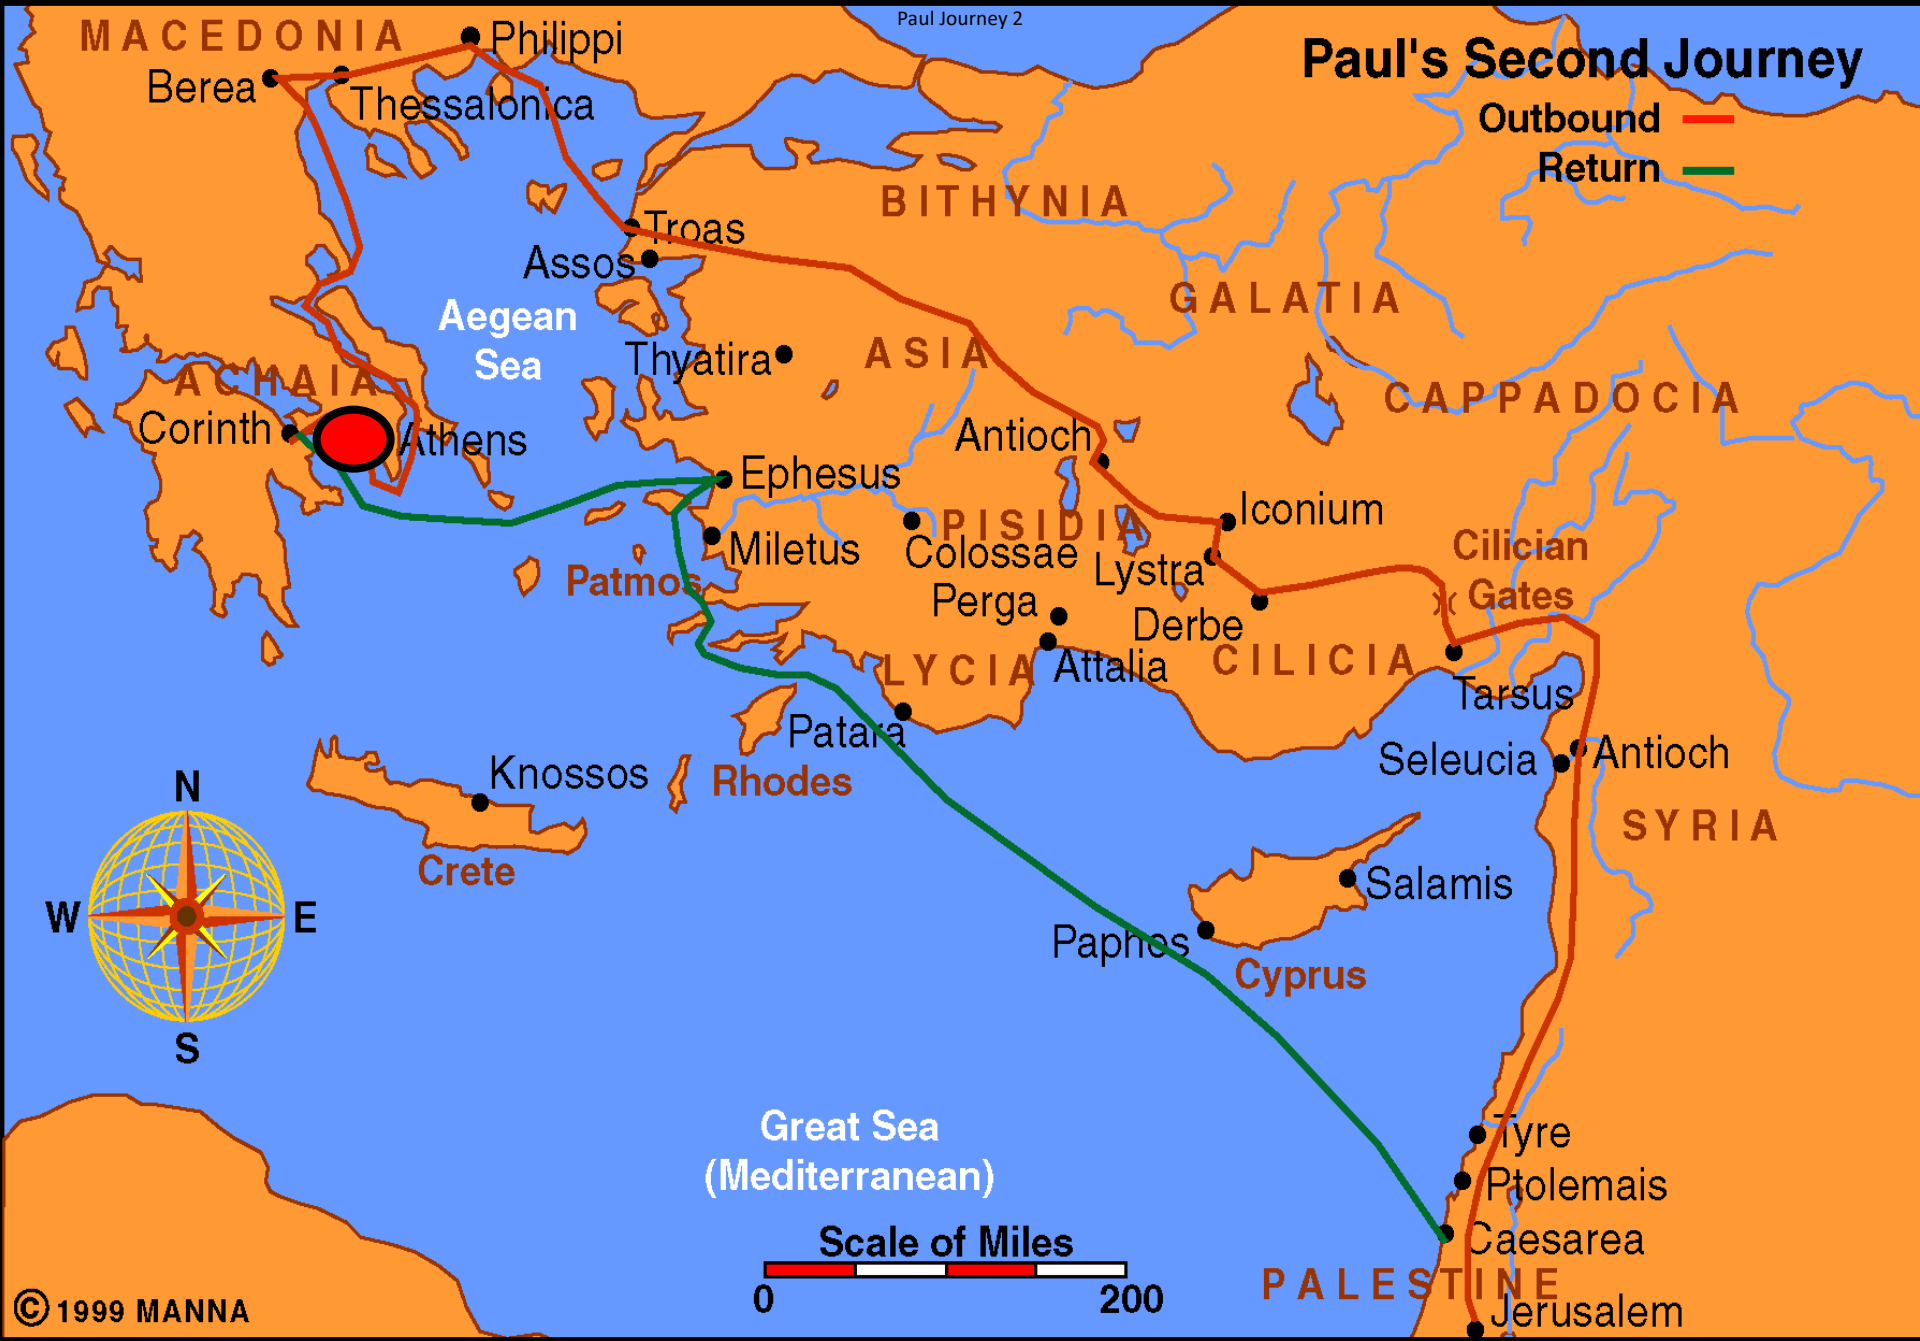 Paul Journey 2
Paul's Second Journey
Outbound
Return
MACEDONIA
Philippi
Berea
Thessalonica
BITHYNIA
Troas
Assos
GALATIA
Aegean
Sea
Thyatira
ASIA
ACHAIA
CAPPADOCIA
Corinth
Athens
Antioch
Ephesus
Iconium
PISIDIA
Miletus
Colossae
Lystra
Cilician
Gates
Patmos
Perga
Derbe
LYCIA
Attalia
CILICIA
Tarsus
Patara
Seleucia
Antioch
Knossos
Rhodes
N
SYRIA
Crete
Salamis
W
E
Paphos
Cyprus
S
Great Sea
(Mediterranean)
Tyre
Ptolemais
Scale of Miles
Caesarea
0
200
PALESTINE
© 1999 MANNA
Jerusalem